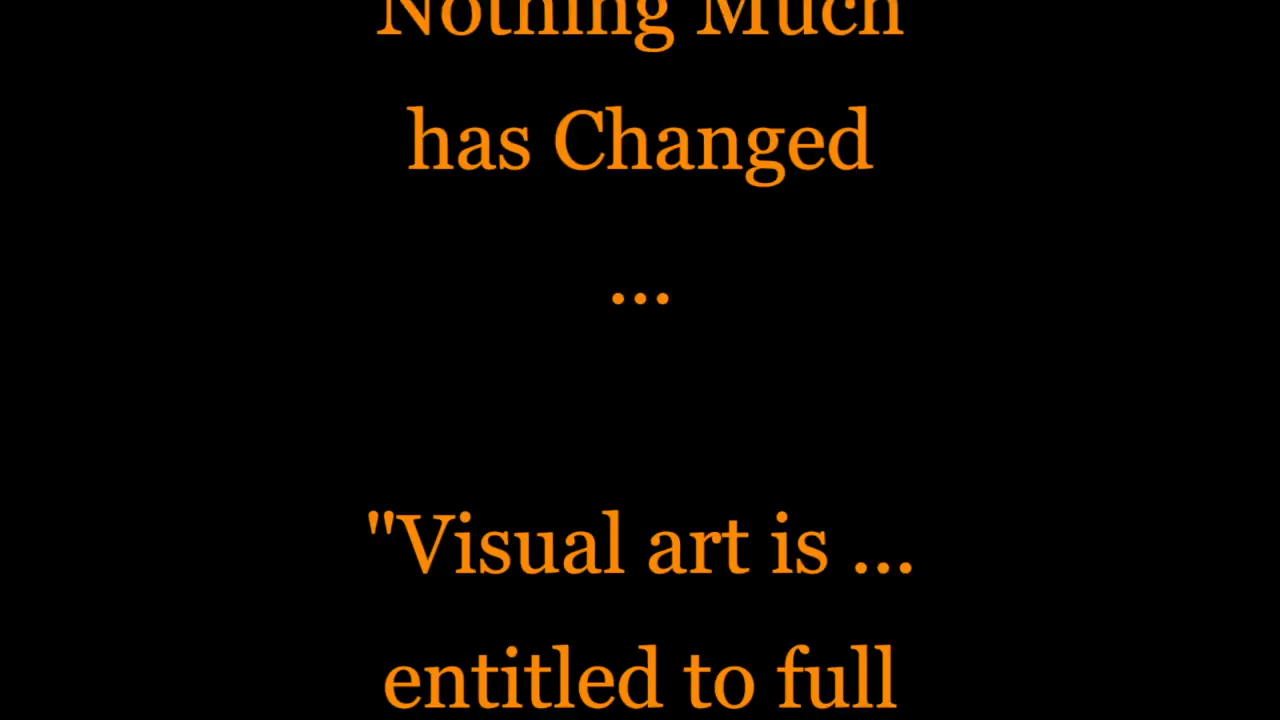 Nothing Much
has Changed
...
"Visual art is ...
entitled to full